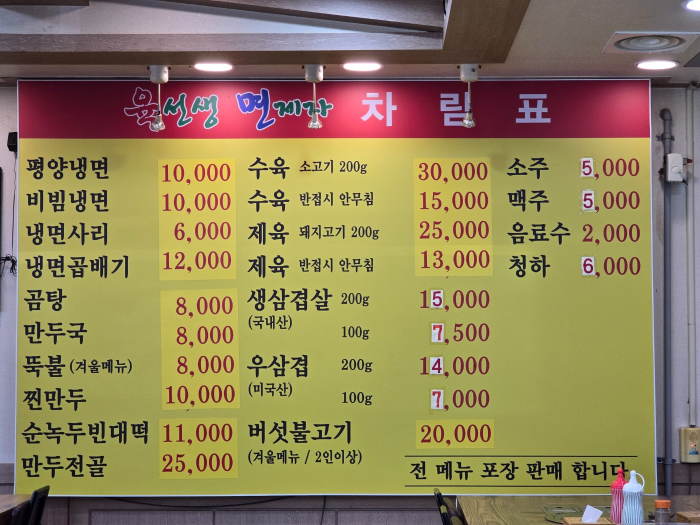 육선생 면제자 차림표
평양냉면 10,000
비빔냉면 10,000
냉면사리 6,000
냉면곱배기 12,000
곰탕 8,000
만두국 8,000
뚝불 (겨울메뉴) 8,000
찐만두 10,000
순녹두빈대떡 11,000
만두전골 25,000
수육 소고기 200g 30,000
수육 반접시 안무침 15,000
제육 돼지고기 200g 25,000
제육 반접시 안무침 13,000
생삼겹살 200g 15,000
(국내산) 100g 7,500
우삼겹 200g 14,000
(미국산) 100g 7,000
버섯불고기 20,000
(겨울메뉴 / 2인이상)
소주 5,000
맥주 5,000
음료수 2,000
청하 6,000
전 메뉴 포장 판매 합니다